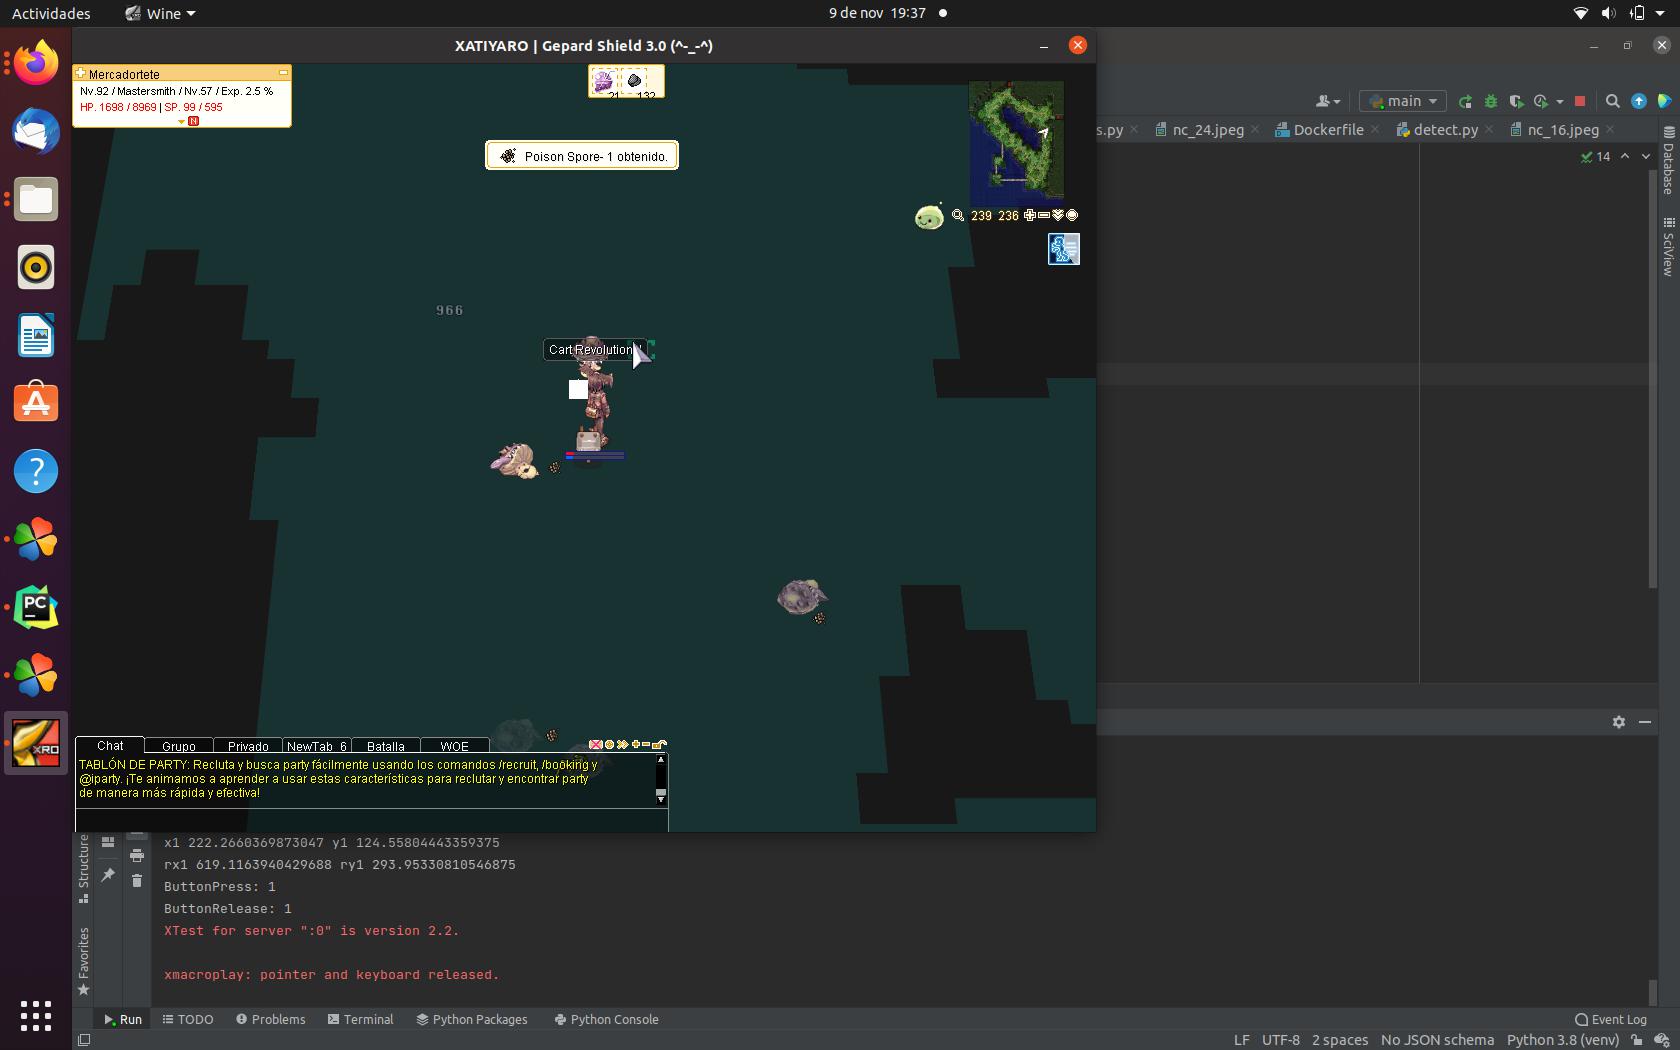 Actividades
Wine
9 de nov 19:37
XATIYARO | Gepard Shield 3.0 (^-_-^)
Mercadortete
Nv.92 / Mastersmith / Nv.57 / Exp. 2.5 %
HP. 1698 / 8969 | SP. 99 / 595
N
21 132
Poison Spore- 1 obtenido.
239 236
966
Cart Revolution
main
s.py
nc_24.jpeg
Dockerfile
detect.py
nc_16.jpeg
14
Database
SciView
PC
XRO
Chat
Grupo
Privado
NewTab_6
Batalla
WOE
TABLÓN DE PARTY: Recluta y busca party fácilmente usando los comandos /recruit, /booking y
@iparty. ¡Te animamos a aprender a usar estas características para reclutar y encontrar party
de manera más rápida y efectiva!
Structure
Favorites
x1 222.2660369873047 y1 124.55804443359375
rx1 619.1163940429688 ry1 293.95330810546875
ButtonPress: 1
ButtonRelease: 1
XTest for server ":0" is version 2.2.
xmacroplay: pointer and keyboard released.
Run
TODO
Problems
Terminal
Python Packages
Python Console
Event Log
LF UTF-8 2 spaces No JSON schema Python 3.8 (venv)